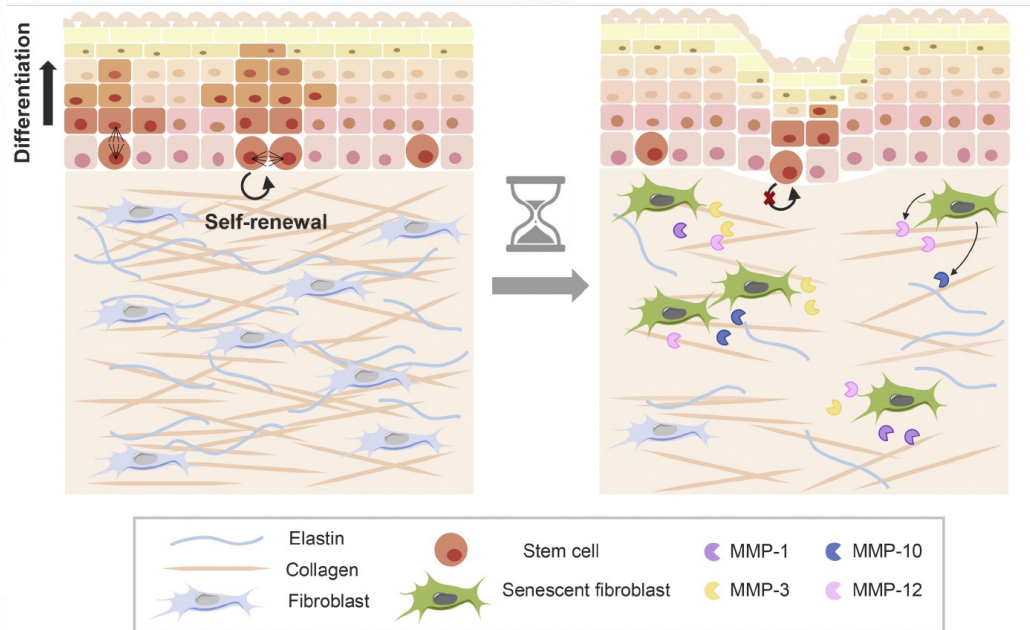 Differentiation
Self-renewal
Elastin
Collagen
Fibroblast
Stem cell
Senescent fibroblast
MMP-1
MMP-3
MMP-10
MMP-12